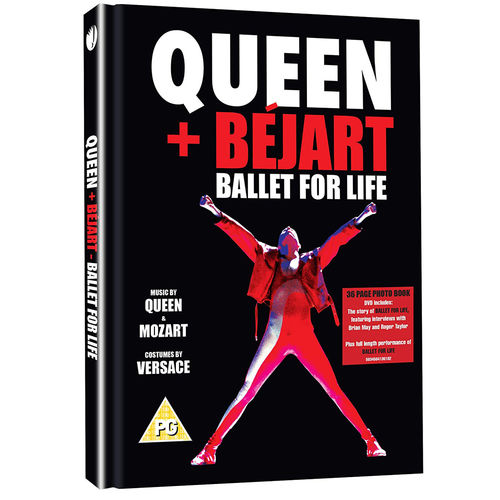 QUEEN
+ BÉJART
BALLET FOR LIFE
QUEEN + BÉJART - BALLET FOR LIFE
MUSIC BY
QUEEN
&
MOZART
COSTUMES BY
VERSACE
PG
36 PAGE PHOTO BOOK
DVD includes:
The story of BALLET FOR LIFE,
featuring interviews with
Brian May and Roger Taylor
Plus full length performance of
BALLET FOR LIFE